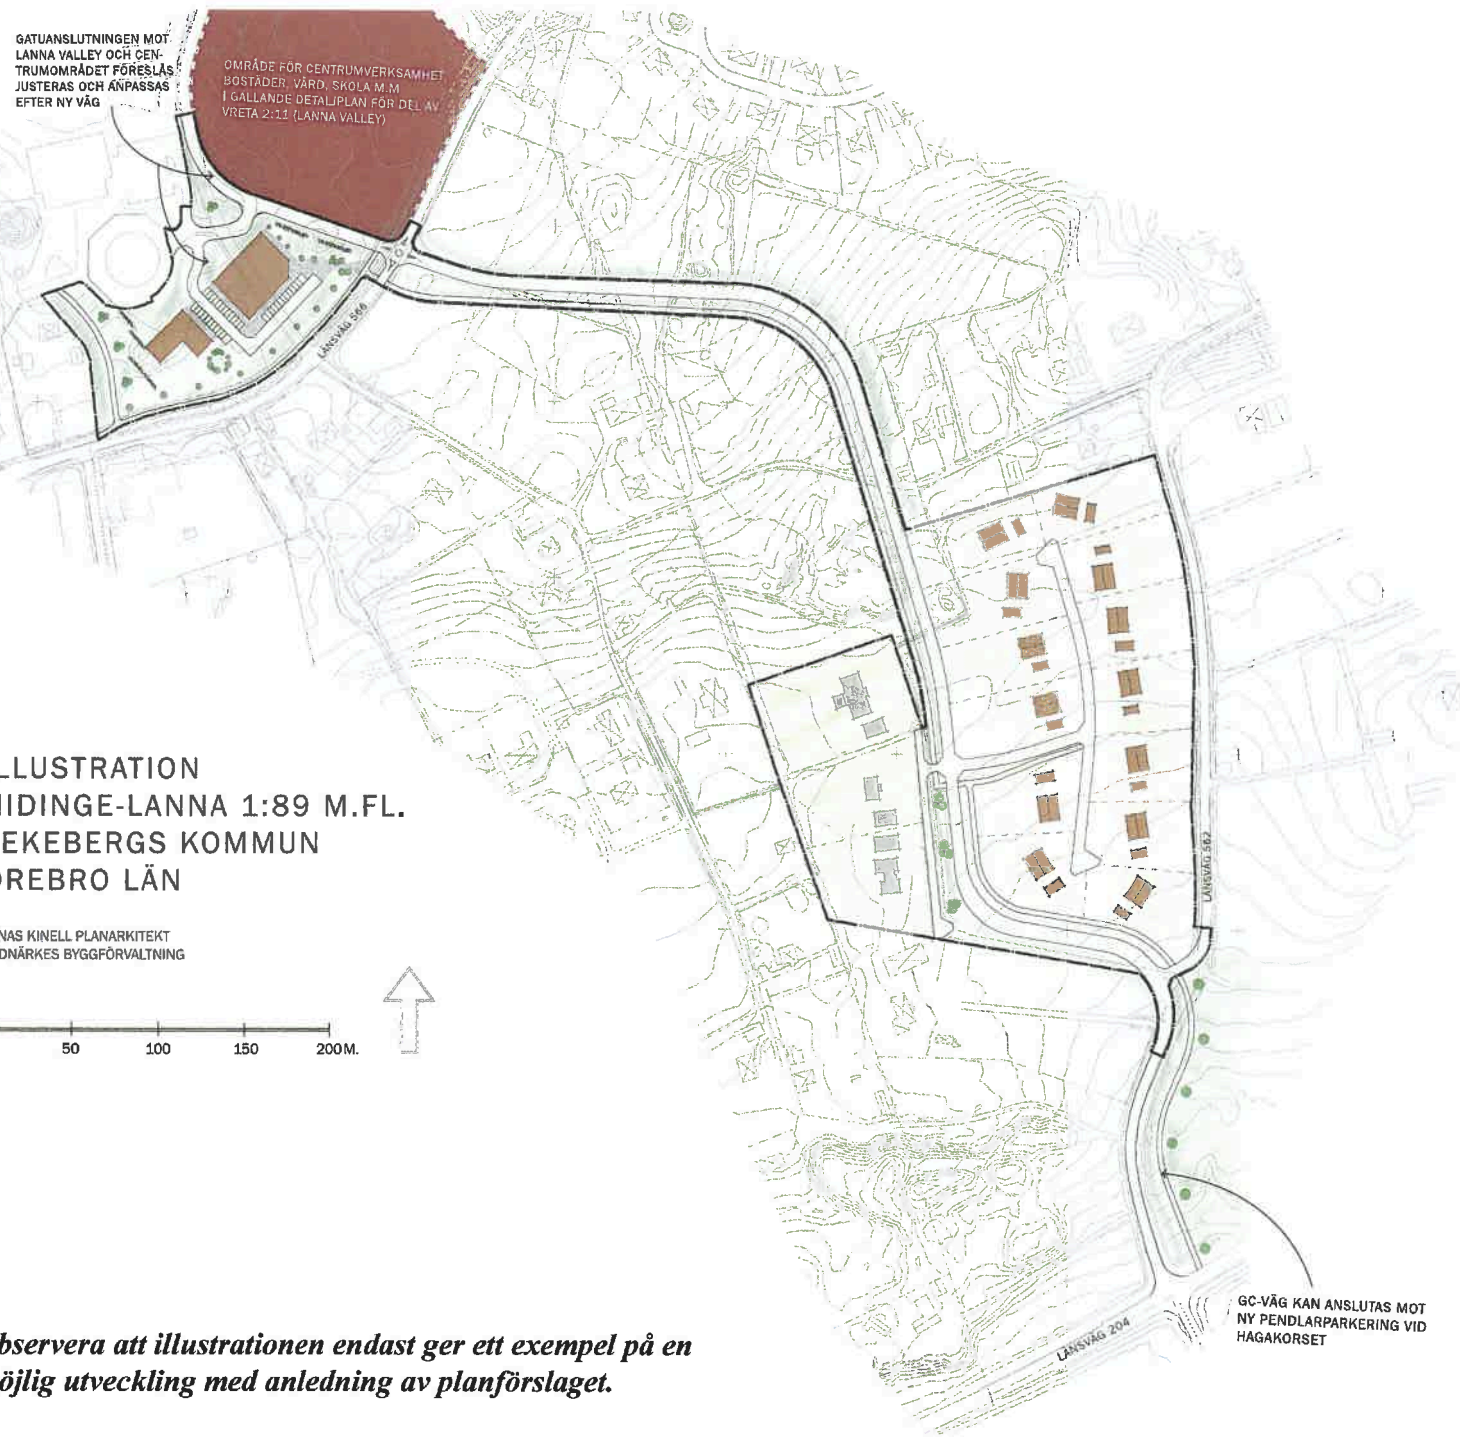 GATUANSLUTNINGEN MOT
LANNA VALLEY OCH CEN-
TRUMOMRÅDET FÖRESLÅS
JUSTERAS OCH ANPASSAS
EFTER NY VÄG
OMRÅDE FÖR CENTRUMVERKSAMHET
BOSTÄDER, VÅRD, SKOLA M.M
I GÄLLANDE DETALJPLAN FÖR DEL AV
VRETA 2:11 (LANNA VALLEY)
LÄNSVÄG 566
LLUSTRATION
HIDINGE-LANNA 1:89 M.FL.
EKEBERGS KOMMUN
ÖREBRO LÄN
NAS KINELL PLANARKITEKT
DNÄRKES BYGGFÖRVALTNING
50 100 150 200M.
LÄNSVÄG 562
GC-VÄG KAN ANSLUTAS MOT
NY PENDLARPARKERING VID
HAGAKORSET
LÄNSVÄG 204
bservera att illustrationen endast ger ett exempel på en
öjlig utveckling med anledning av planförslaget.